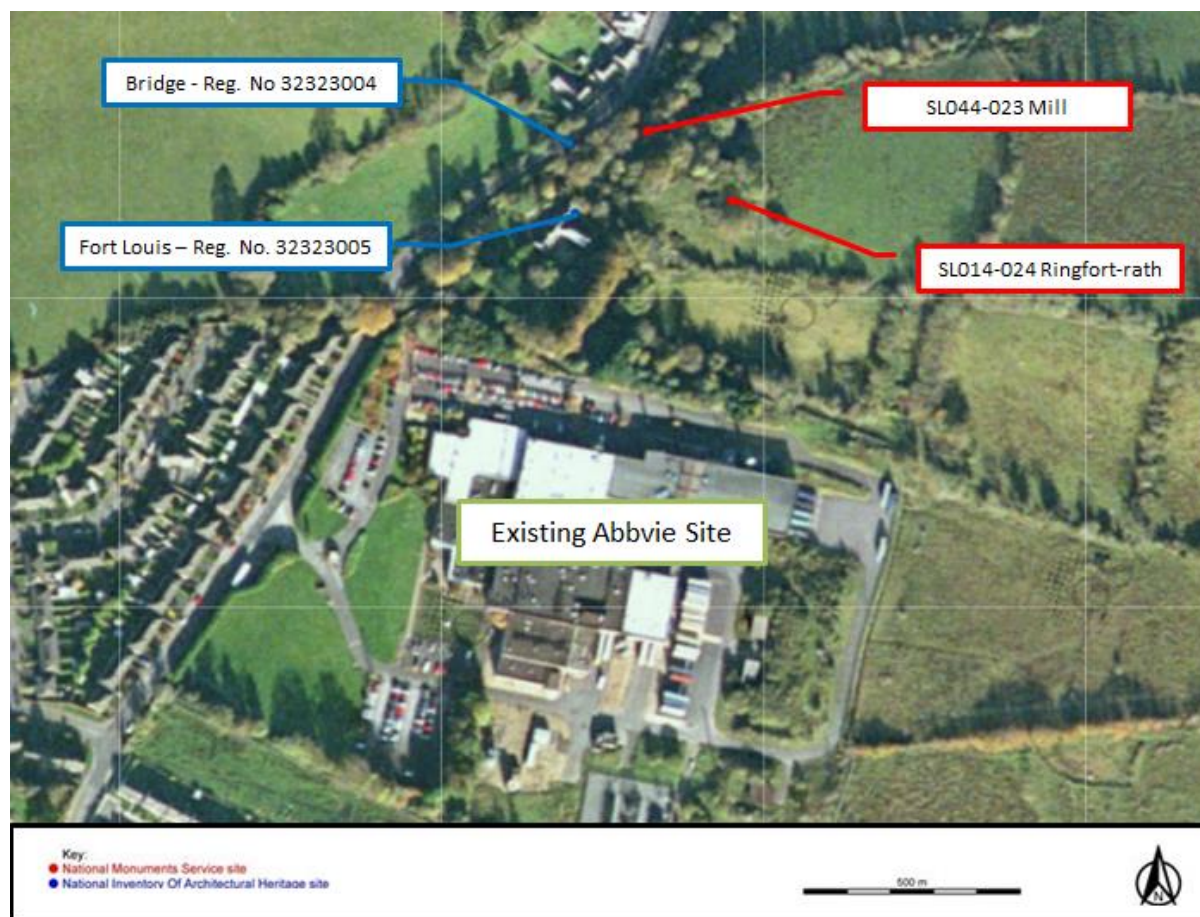 Bridge - Reg. No 32323004
SL044-023 Mill
Fort Louis – Reg. No. 32323005
SL014-024 Ringfort-rath
Existing Abbvie Site
Key:
National Monuments Service site
National Inventory Of Architectural Heritage site
500 m
N